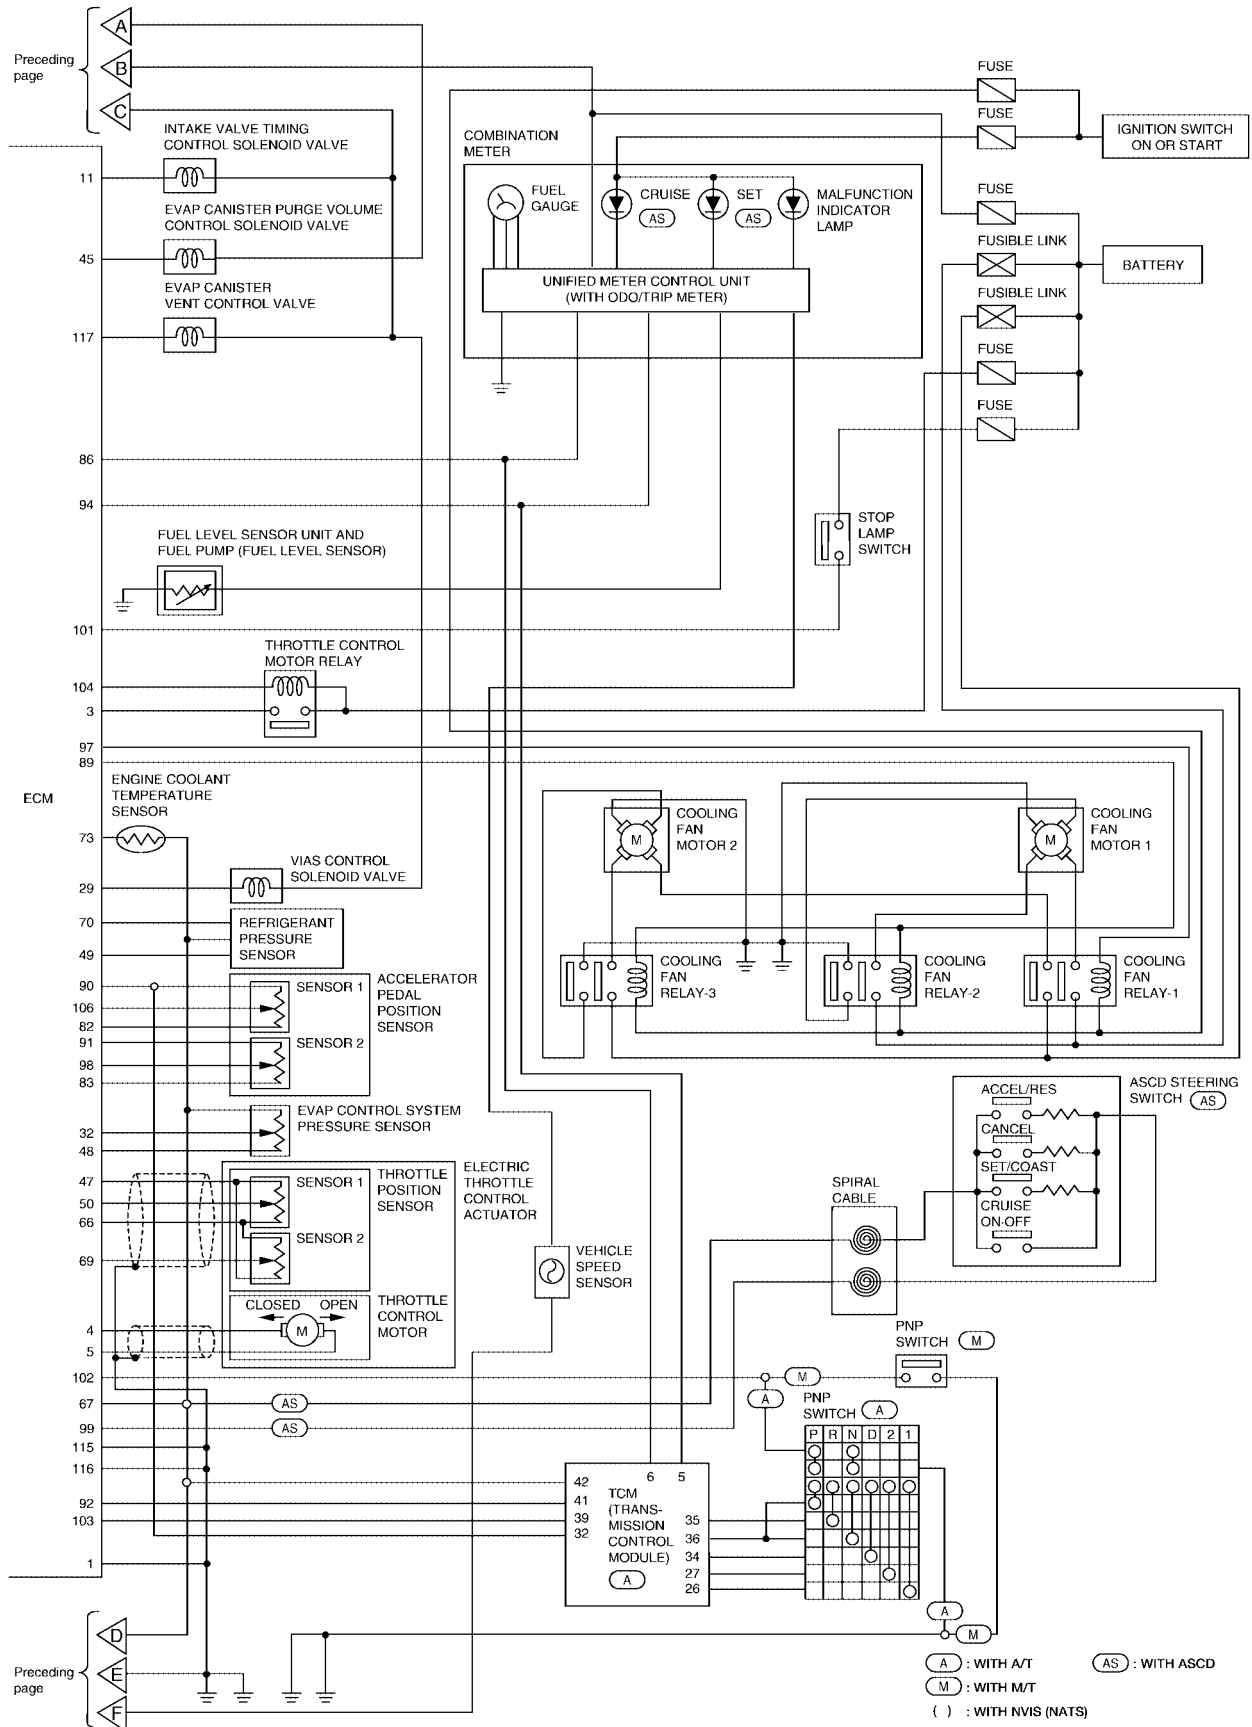 A
Preceding
page
B
C
INTAKE VALVE TIMING
CONTROL SOLENOID VALVE
11
EVAP CANISTER PURGE VOLUME
CONTROL SOLENOID VALVE
45
EVAP CANISTER
VENT CONTROL VALVE
117
COMBINATION
METER
FUEL
GAUGE
CRUISE
AS
SET
AS
MALFUNCTION
INDICATOR
LAMP
UNIFIED METER CONTROL UNIT
(WITH ODO/TRIP METER)
FUSE
FUSE
IGNITION SWITCH
ON OR START
FUSE
FUSIBLE LINK
BATTERY
FUSIBLE LINK
FUSE
FUSE
86
94
STOP
LAMP
SWITCH
FUEL LEVEL SENSOR UNIT AND
FUEL PUMP (FUEL LEVEL SENSOR)
101
THROTTLE CONTROL
MOTOR RELAY
104
3
97
89
ECM
ENGINE COOLANT
TEMPERATURE
SENSOR
73
COOLING
FAN
MOTOR 2
M
COOLING
FAN
MOTOR 1
M
VIAS CONTROL
SOLENOID VALVE
29
70
REFRIGERANT
PRESSURE
SENSOR
49
COOLING
FAN
RELAY-3
COOLING
FAN
RELAY-2
COOLING
FAN
RELAY-1
90
106
82
91
98
83
SENSOR 1
SENSOR 2
ACCELERATOR
PEDAL
POSITION
SENSOR
EVAP CONTROL SYSTEM
PRESSURE SENSOR
32
48
ACCEL/RES
CANCEL
SET/COAST
CRUISE
ON-OFF
ASCD STEERING
SWITCH AS
47
50
66
69
SENSOR 1
SENSOR 2
THROTTLE
POSITION
SENSOR
ELECTRIC
THROTTLE
CONTROL
ACTUATOR
SPIRAL
CABLE
VEHICLE
SPEED
SENSOR
CLOSED OPEN
M
THROTTLE
CONTROL
MOTOR
4
5
PNP
SWITCH M
102
M
A
67
AS
99
AS
PNP
SWITCH A
P R N D 2 1
115
116
92
103
1
42
41
39
32
6 5
TCM
(TRANS-
MISSION
CONTROL
MODULE)
A
35
36
34
27
26
A
M
D
Preceding
page
E
F
A : WITH A/T
AS : WITH ASCD
M : WITH M/T
( ) : WITH NVIS (NATS)